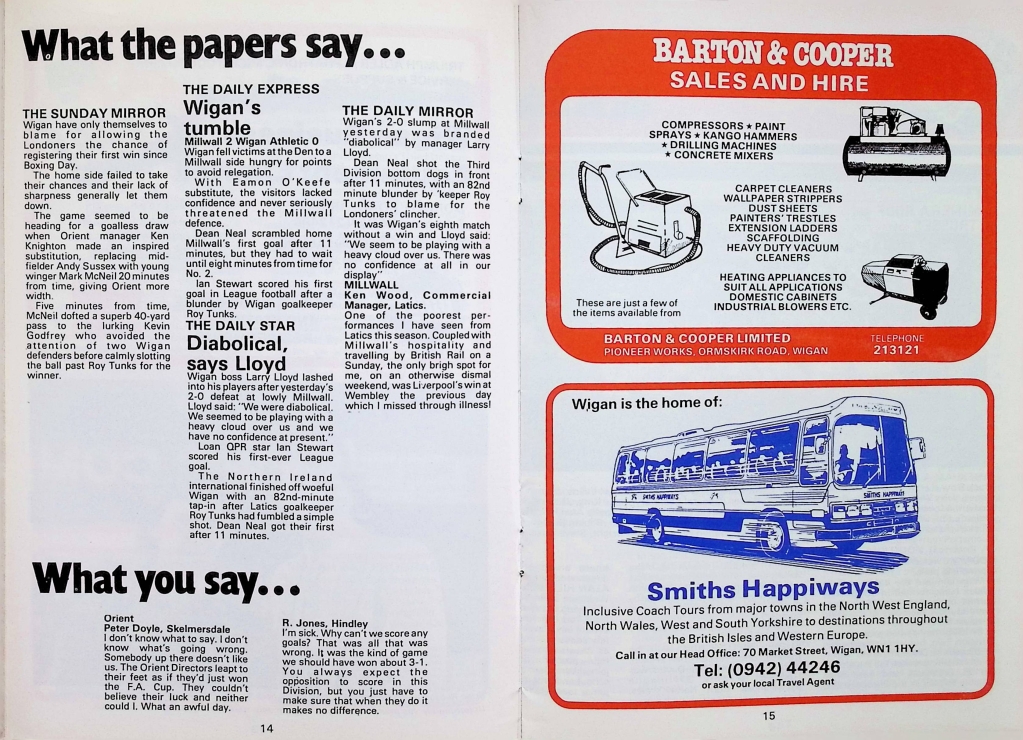 What the papers say...
THE SUNDAY MIRROR
Wigan have only themselves to
blame for allowing the
Londoners the chance of
registering their first win since
Boxing Day.
The home side failed to take
their chances and their lack of
sharpness generally let them
down.
The game seemed to be
heading for a goalless draw
when Orient manager Ken
Knighton made an inspired
substitution, replacing mid-
fielder Andy Sussex with young
winger Mark McNeil 20 minutes
from time, giving Orient more
width.
Five minutes from time,
McNeil dofted a superb 40-yard
pass to the lurking Kevin
Godfrey who avoided the
attention of two Wigan
defenders before calmly slotting
the ball past Roy Tunks for the
winner.
THE DAILY EXPRESS
Wigan's
tumble
Millwall 2 Wigan Athletic 0
Wigan fell victims at the Den to a
Millwall side hungry for points
to avoid relegation.
With Eamon O'Keefe
substitute, the visitors lacked
confidence and never seriously
threatened the Millwall
defence.
Dean Neal scrambled home
Millwall's first goal after 11
minutes, but they had to wait
until eight minutes from time for
No. 2.
Ian Stewart scored his first
goal in League football after a
blunder by Wigan goalkeeper
Roy Tunks.
THE DAILY STAR
Diabolical,
says Lloyd
Wigan boss Larry Lloyd lashed
into his players after yesterday's
2-0 defeat at lowly Millwall.
Lloyd said: "We were diabolical.
We seemed to be playing with a
heavy cloud over us and we
have no confidence at present."
Loan QPR star Ian Stewart
scored his first-ever League
goal.
The Northern Ireland
international finished off woeful
Wigan with an 82nd-minute
tap-in after Latics goalkeeper
Roy Tunks had fumbled a simple
shot. Dean Neal got their first
after 11 minutes.
THE DAILY MIRROR
Wigan's 2-0 slump at Millwall
yesterday was branded
"diabolical" by manager Larry
Lloyd.
Dean Neal shot the Third
Division bottom dogs in front
after 11 minutes, with an 82nd
minute blunder by 'keeper Roy
Tunks to blame for the
Londoners' clincher.
It was Wigan's eighth match
without a win and Lloyd said:
"We seem to be playing with a
heavy cloud over us. There was
no confidence at all in our
display"
MILLWALL
Ken Wood, Commercial
Manager, Latics.
One of the poorest per-
formances I have seen from
Latics this season. Coupled with
Millwall's hospitality and
travelling by British Rail on a
Sunday, the only brigh spot for
me, on an otherwise dismal
weekend, was Liverpool's win at
Wembley the previous day
which I missed through illness!
What you say...
Orient
Peter Doyle, Skelmersdale
I don't know what to say. I don't
know what's going wrong.
Somebody up there doesn't like
us. The Orient Directors leapt to
their feet as if they'd just won
the F.A. Cup. They couldn't
believe their luck and neither
could I. What an awful day.
R. Jones, Hindley
I'm sick. Why can't we score any
goals? That was all that was
wrong. It was the kind of game
we should have won about 3-1.
You always expect the
opposition to score in this
Division, but you just have to
make sure that when they do it
makes no difference.
14
BARTON & COOPER
SALES AND HIRE
COMPRESSORS ★ PAINT
SPRAYS ★ KANGO HAMMERS
★ DRILLING MACHINES
★ CONCRETE MIXERS
CARPET CLEANERS
WALLPAPER STRIPPERS
DUST SHEETS
PAINTERS' TRESTLES
EXTENSION LADDERS
SCAFFOLDING
HEAVY DUTY VACUUM
CLEANERS
HEATING APPLIANCES TO
SUIT ALL APPLICATIONS
DOMESTIC CABINETS
INDUSTRIAL BLOWERS ETC.
These are just a few of
the items available from
BARTON & COOPER LIMITED
PIONEER WORKS, ORMSKIRK ROAD, WIGAN
TELEPHONE
213121
Wigan is the home of:
SMITHS HAPPIWAYS
SMITHS HAPPIWAYS
Smiths Happiways
Inclusive Coach Tours from major towns in the North West England,
North Wales, West and South Yorkshire to destinations throughout
the British Isles and Western Europe.
Call in at our Head Office: 70 Market Street, Wigan, WN1 1HY.
Tel: (0942) 44246
or ask your local Travel Agent
15